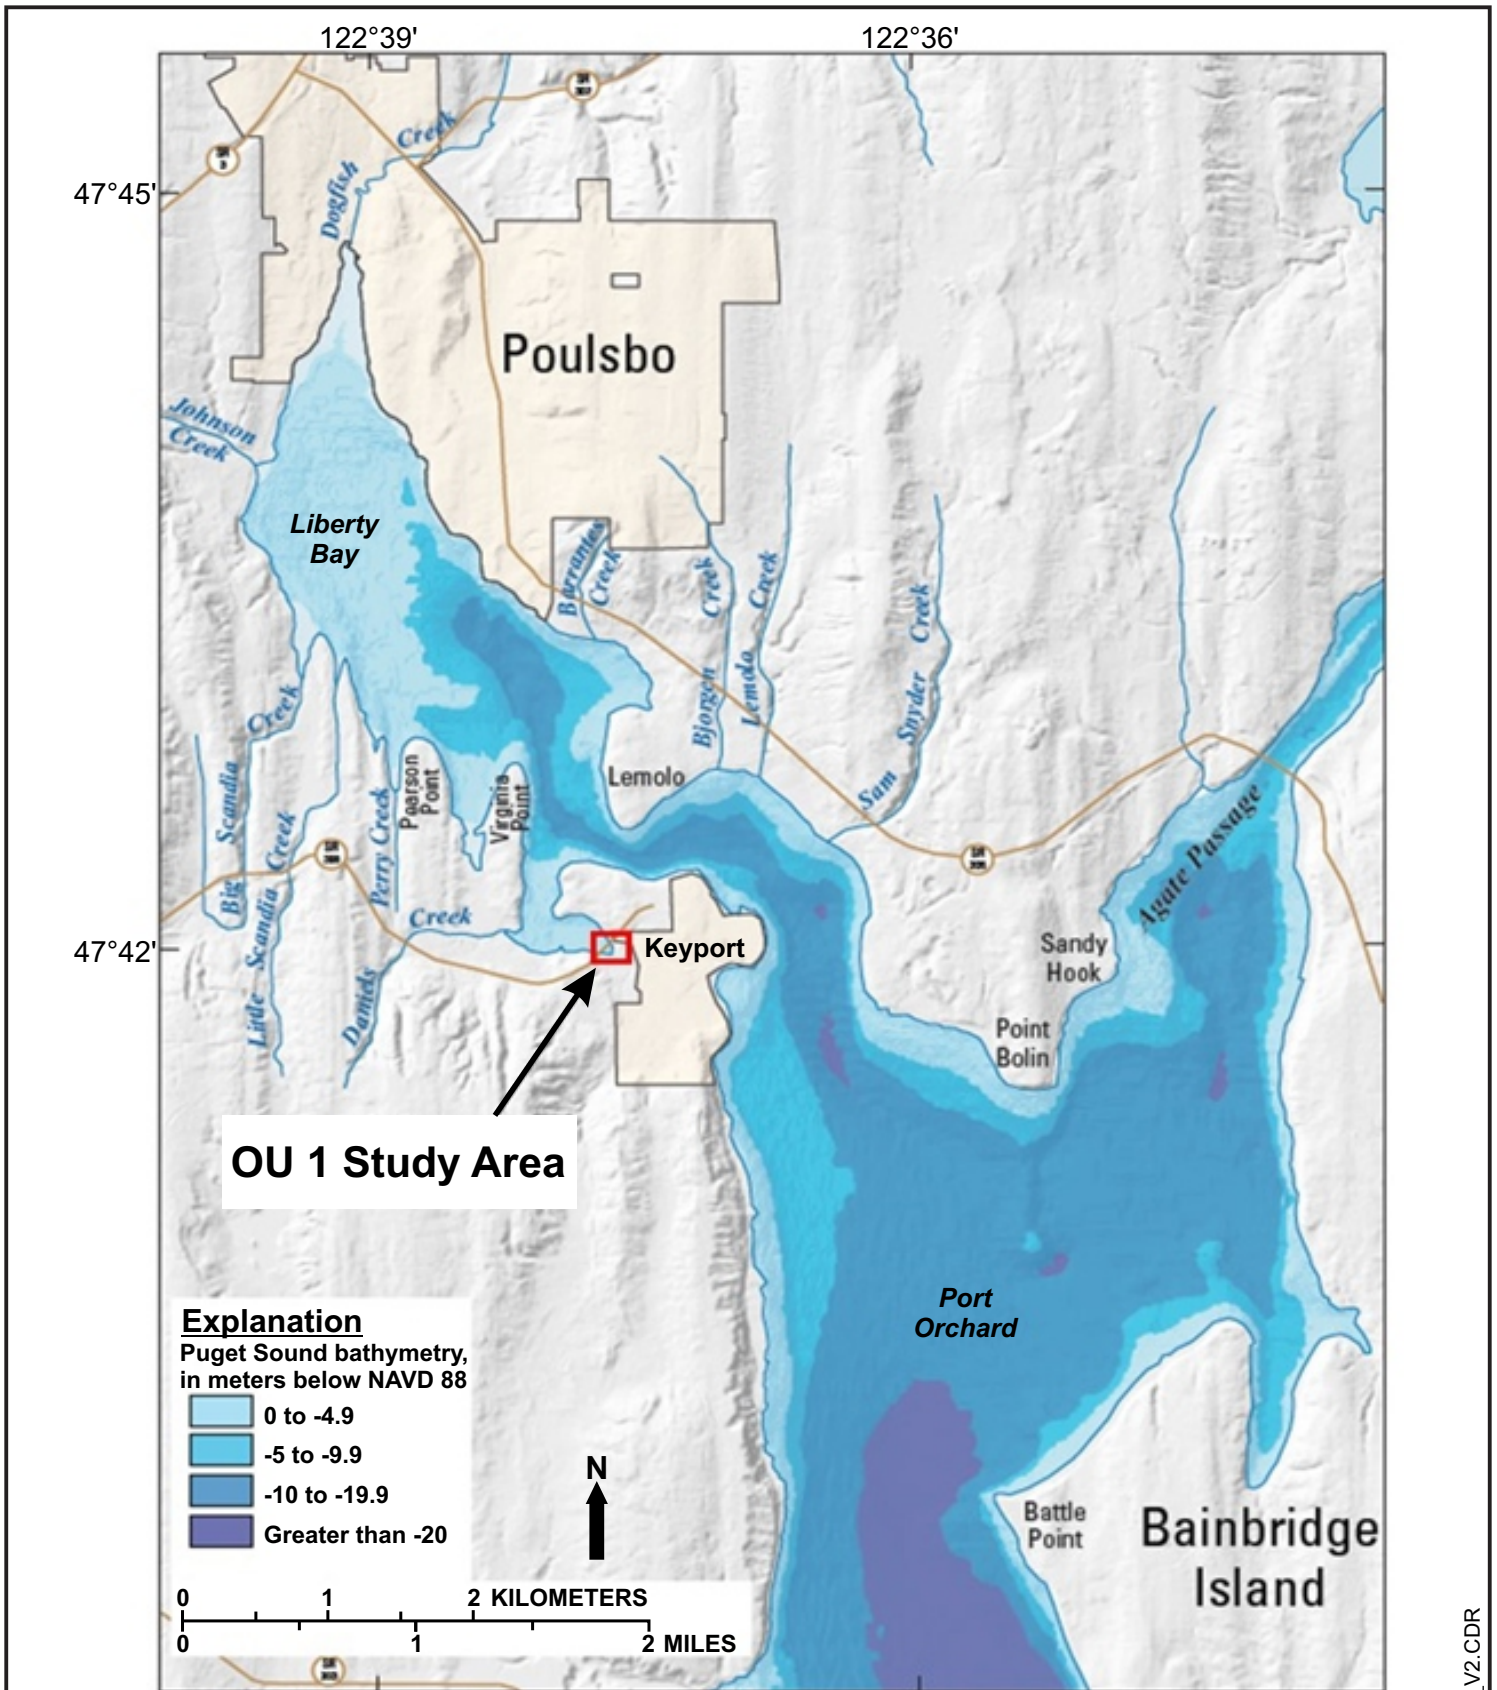 122°39'
122°36'
47°45'
47°42'
Dogfish
Creek
Poulsbo
Johnson
Creek
Liberty
Bay
Barrantes
Creek
Bjorgen
Creek
Lemolo
Creek
Sam
Snyder
Creek
Big
Scandia
Creek
Little
Scandia
Creek
Perry Creek
Pearson
Point
Virginia
Point
Lemolo
Daniels
Creek
Keyport
Agate Passage
Sandy
Hook
Point
Bolin
OU 1 Study Area
Port
Orchard
Battle
Point
Bainbridge
Island
Explanation
Puget Sound bathymetry,
in meters below NAVD 88
0 to -4.9
-5 to -9.9
-10 to -19.9
Greater than -20
N
0 1 2 KILOMETERS
0 1 2 MILES
_V2.CDR